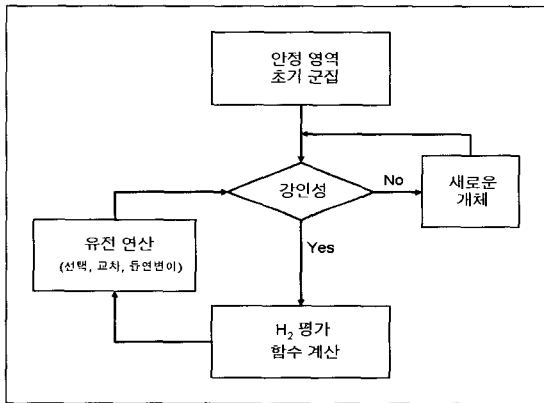 안정 영역
초기 군집
강인성
No
새로운
개체
Yes
유전 연산
(선택, 교차, 돌연변이)
H₂ 평가
함수 계산